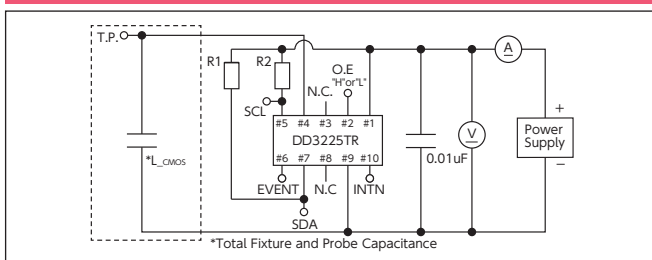 T.P.
R1
R2
O.E
"H"or"L"
N.C.
SCL
A
+
#5 #4 #3 #2 #1
DD3225TR
#6 #7 #8 #9 #10
*L_CMOS
0.01uF
V
Power
Supply
−
EVENT
N.C
INTN
SDA
*Total Fixture and Probe Capacitance